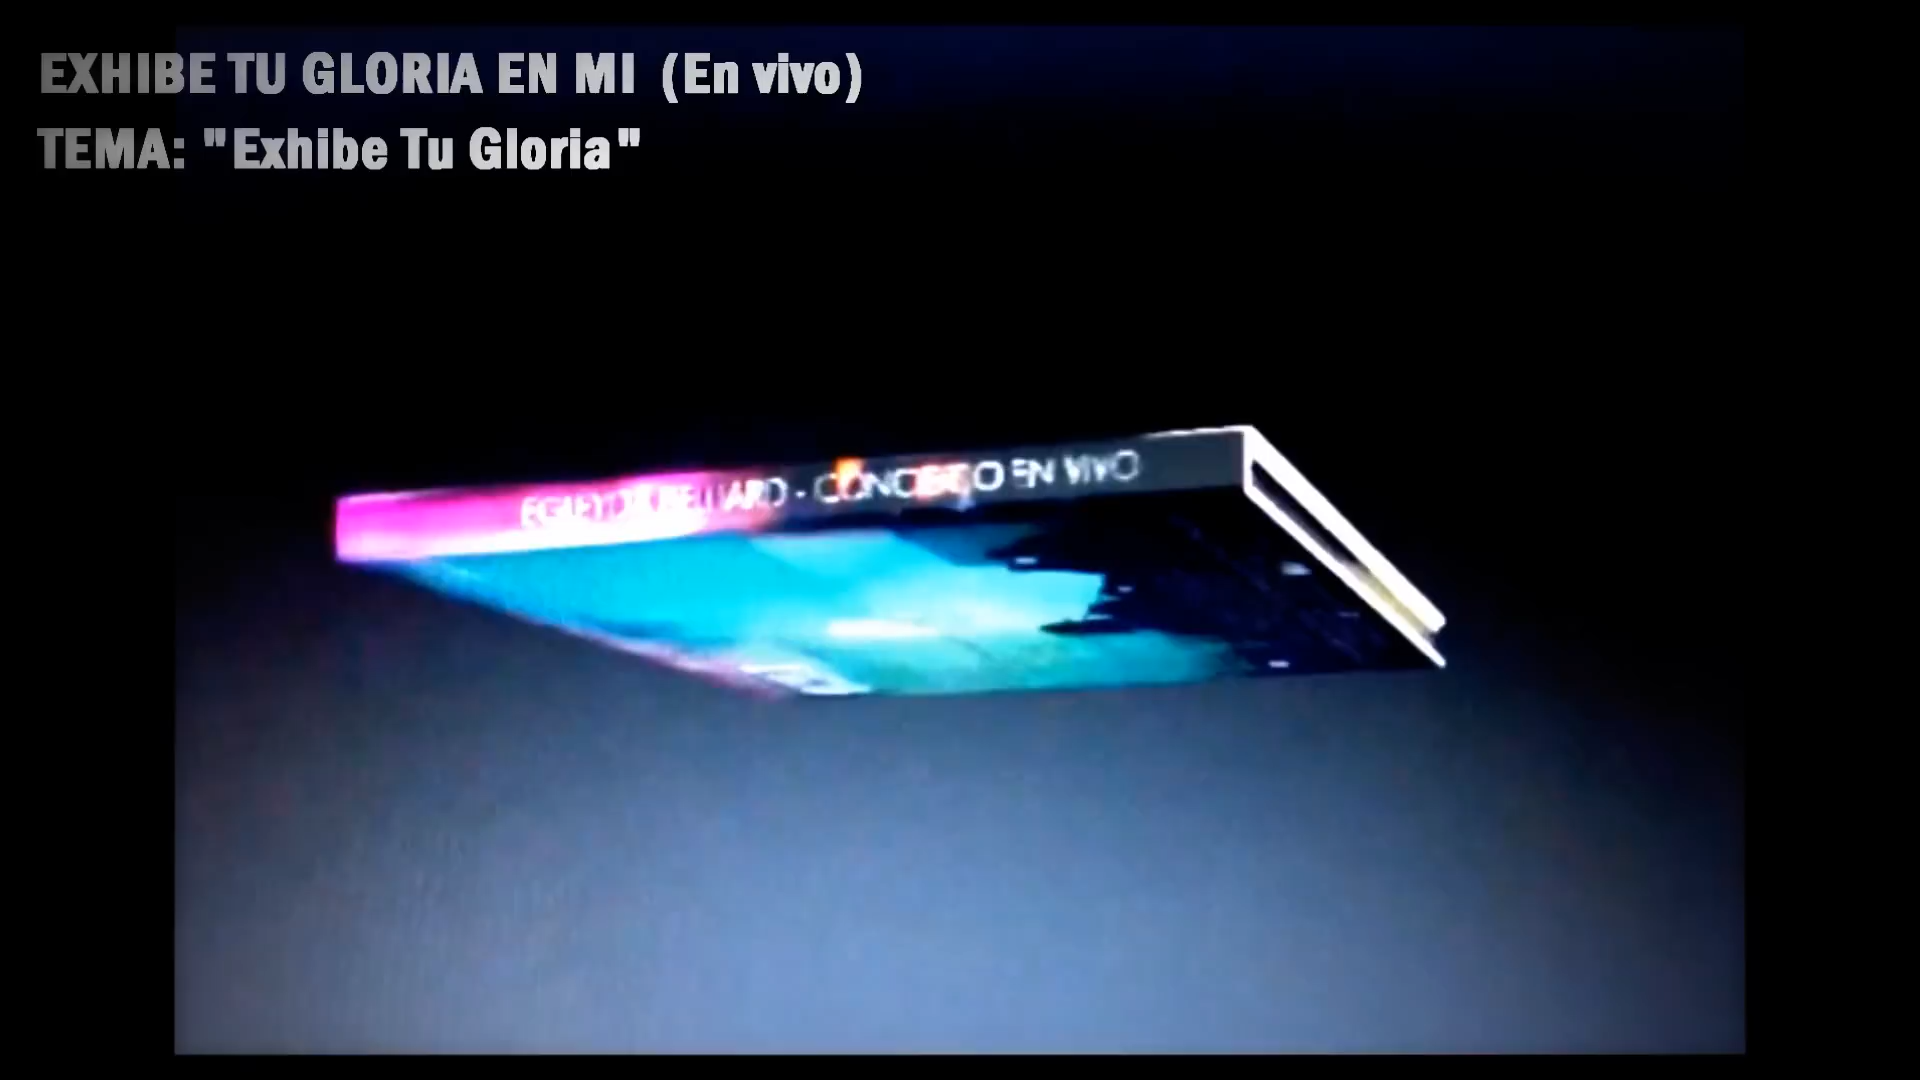 EXHIBE TU GLORIA EN MI (En vivo)
TEMA: "Exhibe Tu Gloria"
- CONCIERTO EN VIVO